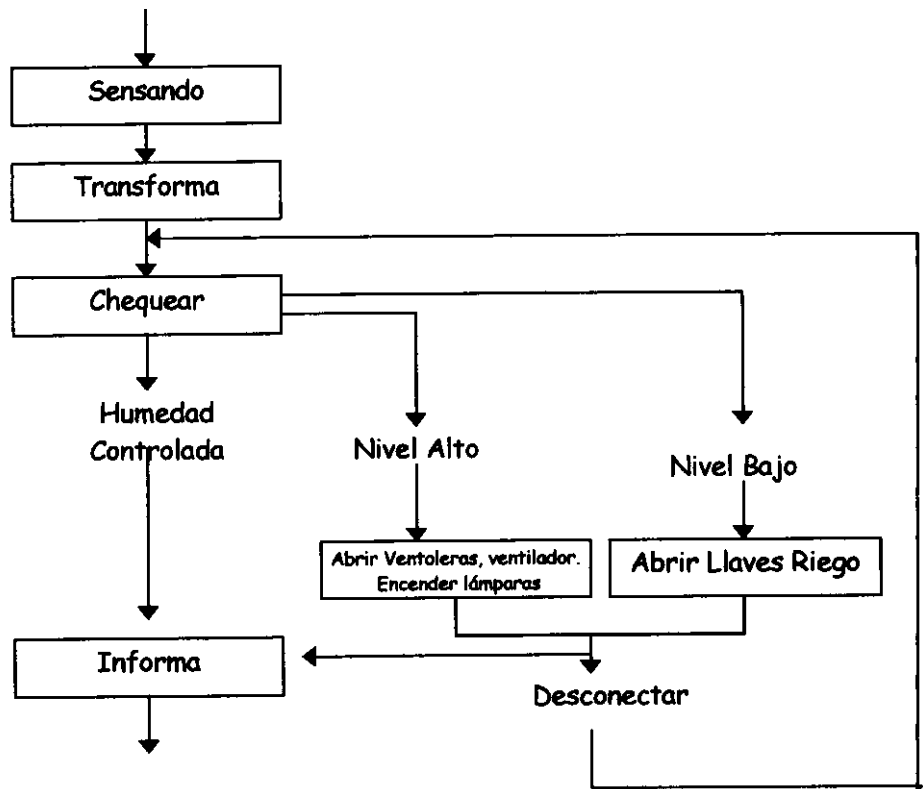 Sensando
Transforma
Chequear
Humedad
Controlada
Nivel Alto
Nivel Bajo
Abrir Ventoleras, ventilador.
Encender lámparas
Abrir Llaves Riego
Informa
Desconectar